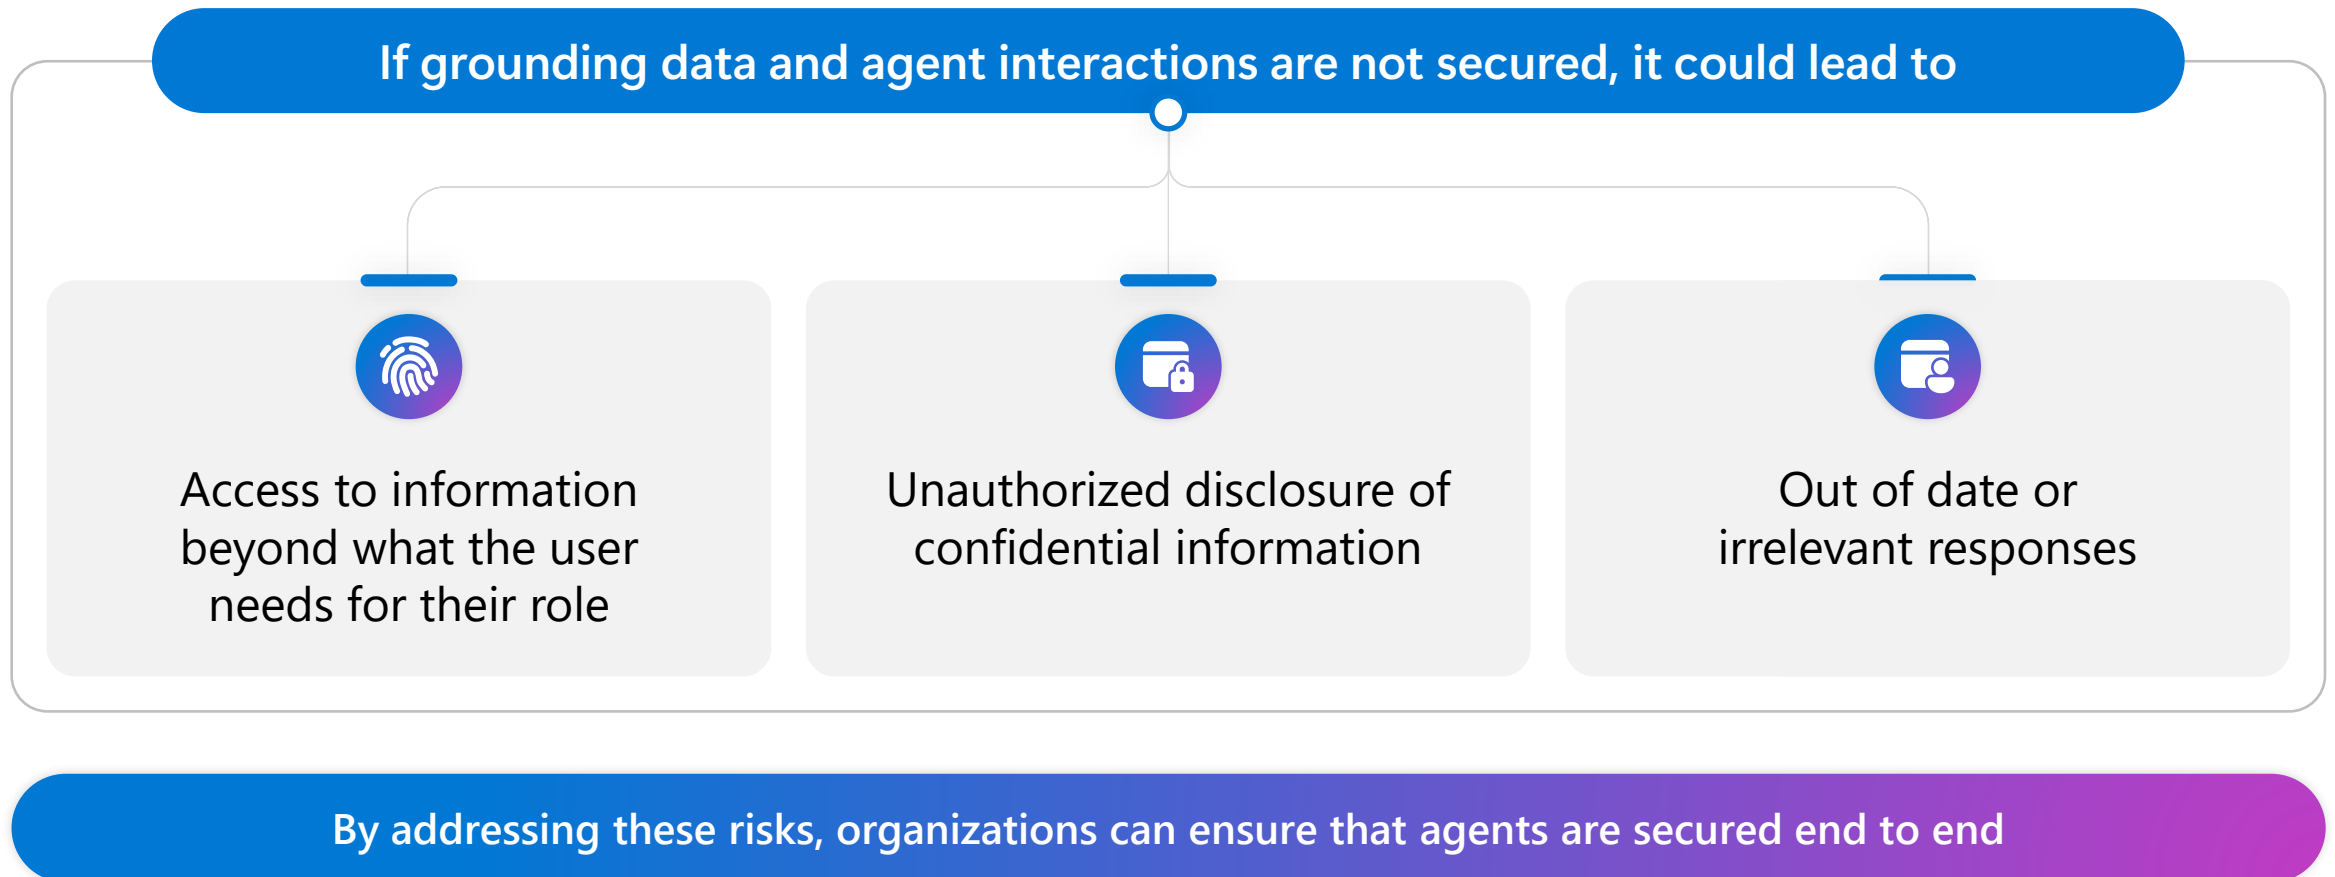 If grounding data and agent interactions are not secured, it could lead to
Access to information
beyond what the user
needs for their role
Unauthorized disclosure of
confidential information
Out of date or
irrelevant responses
By addressing these risks, organizations can ensure that agents are secured end to end